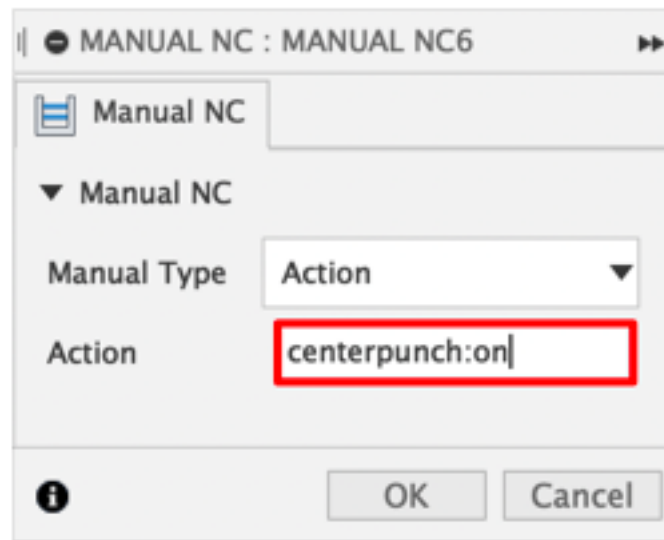 MANUAL NC : MANUAL NC6
Manual NC
Manual NC
Manual Type Action
Action centerpunch:on
OK Cancel